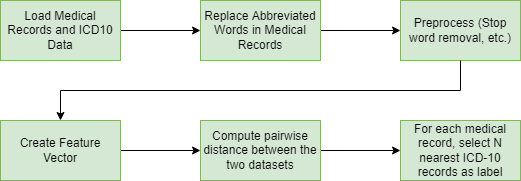 Load Medical
Records and ICD10
Data
Replace Abbreviated
Words in Medical
Records
Preprocess (Stop
word removal, etc.)
Create Feature
Vector
Compute pairwise
distance between the
two datasets
For each medical
record, select N
nearest ICD-10
records as label